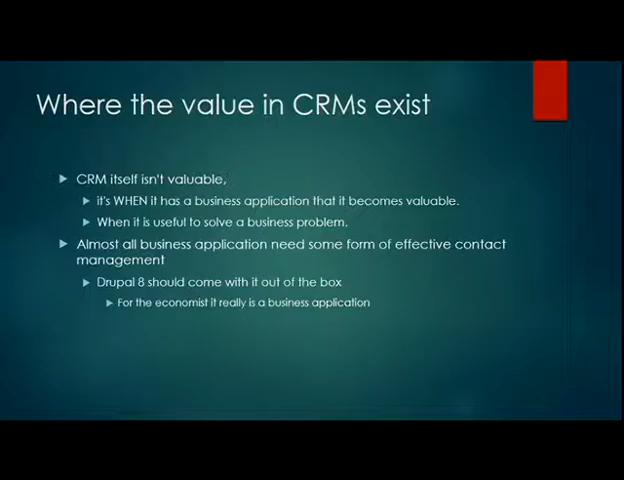 Where the value in CRMs exist
CRM itself isn't valuable,
it's WHEN it has a business application that it becomes valuable.
When it is useful to solve a business problem.
Almost all business application need some form of effective contact
management
Drupal 8 should come with it out of the box
For the economist it really is a business application